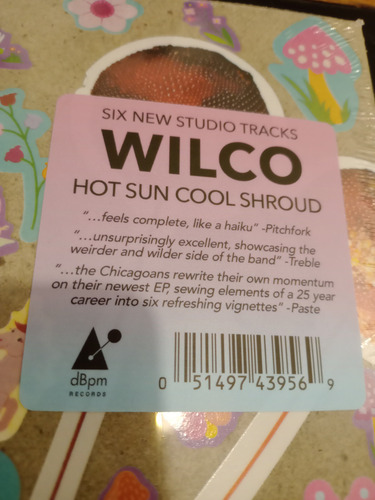 SIX NEW STUDIO TRACKS
WILCO
HOT SUN COOL SHROUD
"...feels complete, like a haiku" -Pitchfork
"...unsurprisingly excellent, showcasing the
weirder and wilder side of the band" -Treble
"...the Chicagoans rewrite their own momentum
on their newest EP, sewing elements of a 25 year
career into six refreshing vignettes" -Paste
dBpm
RECORDS
0 51497 43956 9